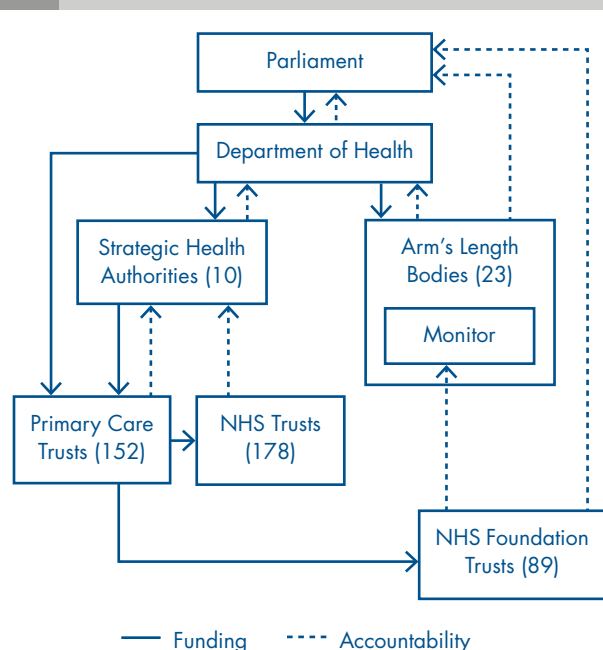 Parliament
Department of Health
Strategic Health
Authorities (10)
Arm’s Length
Bodies (23)
Monitor
Primary Care
Trusts (152)
NHS Trusts
(178)
NHS Foundation
Trusts (89)
Funding
Accountability